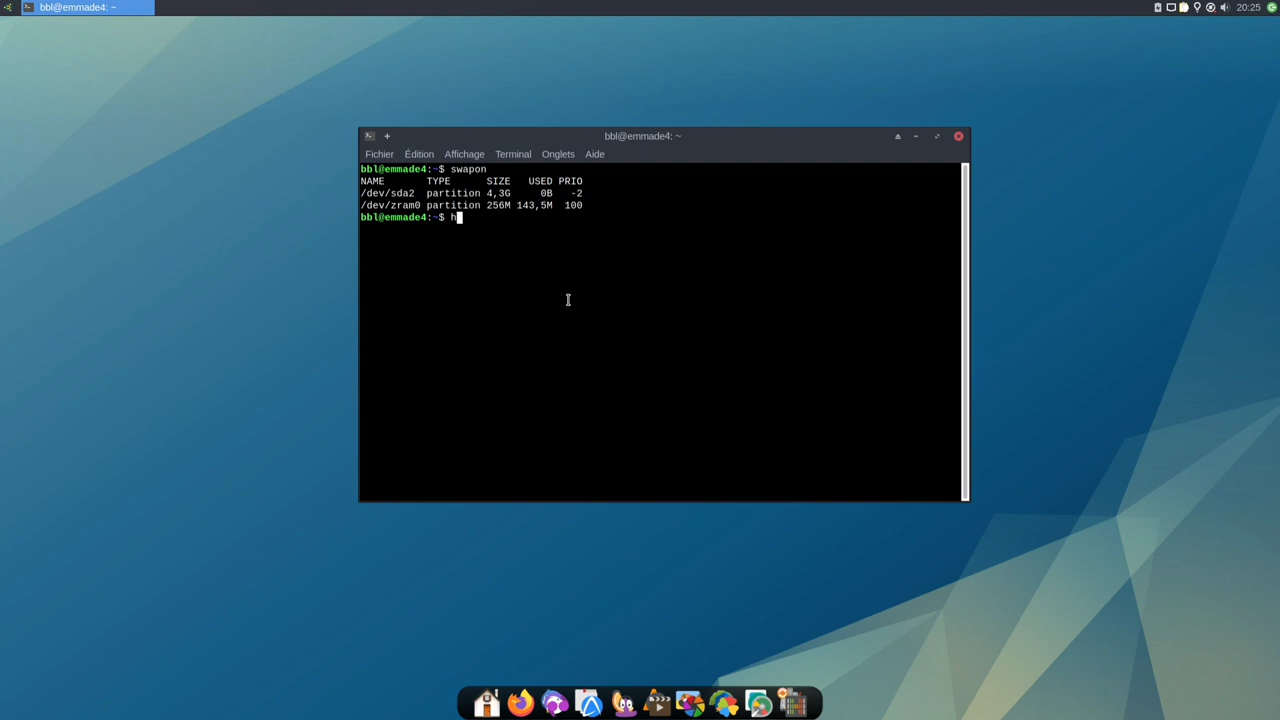 bbl@emmade4: ~
20:25
bbl@emmade4: ~
Fichier Édition Affichage Terminal Onglets Aide
bbl@emmade4:~$ swapon
NAME       TYPE      SIZE   USED PRIO
/dev/sda2  partition 4,3G     0B   -2
/dev/zram0 partition 256M 143,5M  100
bbl@emmade4:~$ h